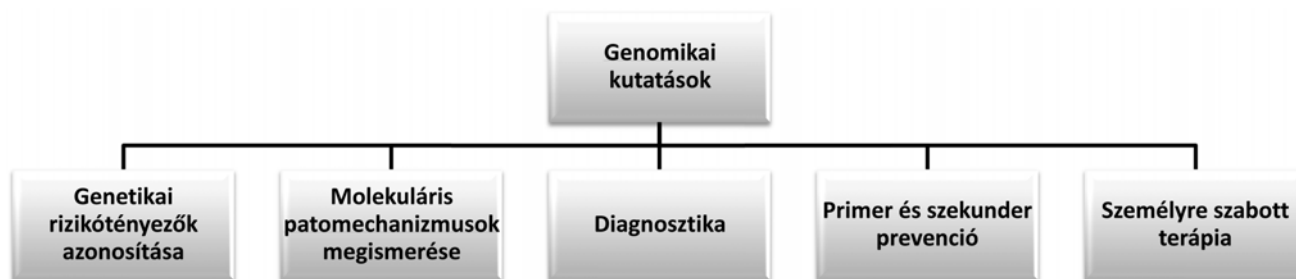 Genomikai
kutatások
Genetikai
rizikótényezők
azonosítása
Molekuláris
patomechanizmusok
megismerése
Diagnosztika
Primer és szekunder
prevenció
Személyre szabott
terápia